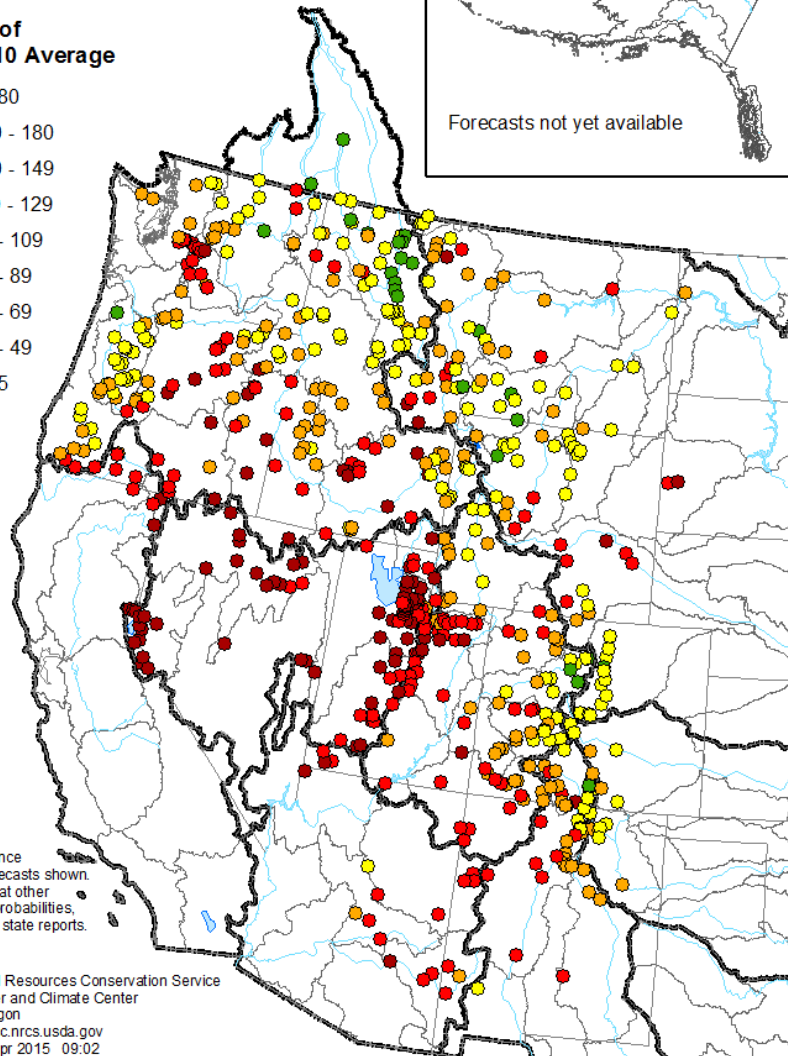 of
10 Average
80
- 180
- 149
- 129
- 109
- 89
- 69
- 49
5
Forecasts not yet available
nce
ecasts shown.
at other
robabilities,
state reports.
l Resources Conservation Service
er and Climate Center
gon
c.nrcs.usda.gov
pr 2015 09:02